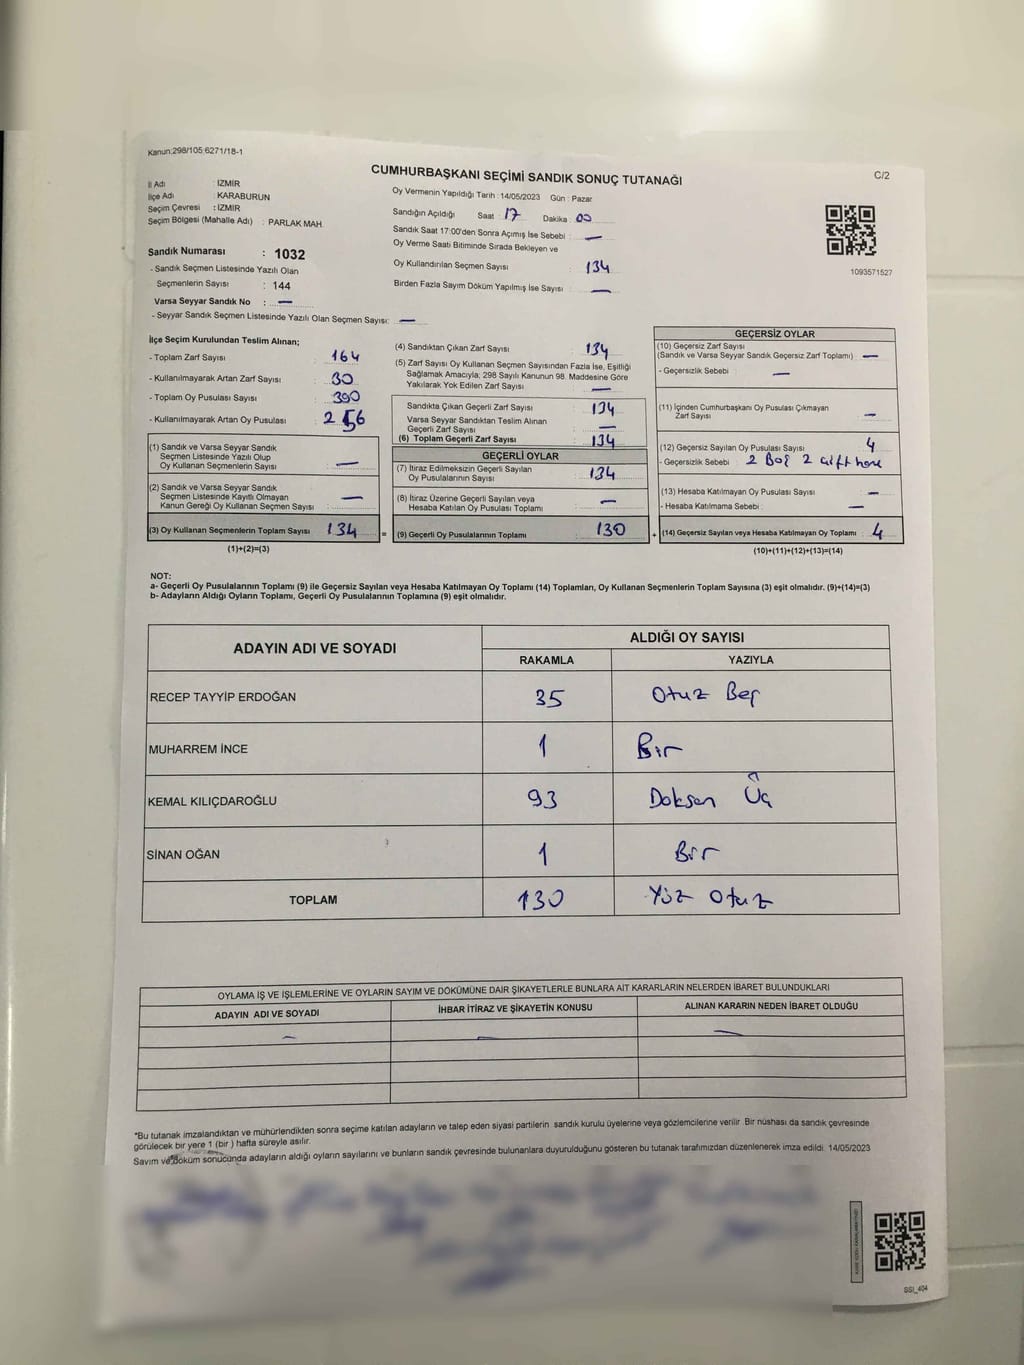 Kanun:298/105;6271/18-1
CUMHURBAŞKANI SEÇİMİ SANDIK SONUÇ TUTANAĞI
C/2
İl Adı : İZMİR
İlçe Adı : KARABURUN
Seçim Çevresi : İZMİR
Seçim Bölgesi (Mahalle Adı) : PARLAK MAH.
Sandık Numarası : 1032
- Sandık Seçmen Listesinde Yazılı Olan
Seçmenlerin Sayısı : 144
Varsa Seyyar Sandık No : —
- Seyyar Sandık Seçmen Listesinde Yazılı Olan Seçmen Sayısı: —
Oy Vermenin Yapıldığı Tarih : 14/05/2023 Gün : Pazar
Sandığın Açıldığı Saat : 17 Dakika : 00
Sandık Saat 17:00'den Sonra Açımış İse Sebebi : —
Oy Verme Saati Bitiminde Sırada Bekleyen ve
Oy Kullandırılan Seçmen Sayısı : 134
Birden Fazla Sayım Döküm Yapılmış İse Sayısı : —
1093571527
İlçe Seçim Kurulundan Teslim Alınan;
- Toplam Zarf Sayısı : 164
- Kullanılmayarak Artan Zarf Sayısı : 30
- Toplam Oy Pusulası Sayısı : 390
- Kullanılmayarak Artan Oy Pusulası : 256
(1) Sandık ve Varsa Seyyar Sandık
Seçmen Listesinde Yazılı Olup
Oy Kullanan Seçmenlerin Sayısı : —
(2) Sandık ve Varsa Seyyar Sandık
Seçmen Listesinde Kayıtlı Olmayan
Kanun Gereği Oy Kullanan Seçmen Sayısı : —
(3) Oy Kullanan Seçmenlerin Toplam Sayısı : 134
(1)+(2)=(3)
(4) Sandıktan Çıkan Zarf Sayısı : 134
(5) Zarf Sayısı Oy Kullanan Seçmen Sayısından Fazla İse, Eşitliği
Sağlamak Amacıyla; 298 Sayılı Kanunun 98. Maddesine Göre
Yakılarak Yok Edilen Zarf Sayısı : —
Sandıkta Çıkan Geçerli Zarf Sayısı : 134
Varsa Seyyar Sandıktan Teslim Alınan
Geçerli Zarf Sayısı : —
(6) Toplam Geçerli Zarf Sayısı : 134
GEÇERLİ OYLAR
(7) İtiraz Edilmeksizin Geçerli Sayılan
Oy Pusulalarının Sayısı : 134
(8) İtiraz Üzerine Geçerli Sayılan veya
Hesaba Katılan Oy Pusulası Toplamı : —
= (9) Geçerli Oy Pusulalarının Toplamı : 130
GEÇERSİZ OYLAR
(10) Geçersiz Zarf Sayısı
(Sandık ve Varsa Seyyar Sandık Geçersiz Zarf Toplamı) : —
- Geçersizlik Sebebi : —
(11) İçinden Cumhurbaşkanı Oy Pusulası Çıkmayan
Zarf Sayısı : —
(12) Geçersiz Sayılan Oy Pusulası Sayısı : 4
- Geçersizlik Sebebi : 2 Boş 2 çift
(13) Hesaba Katılmayan Oy Pusulası Sayısı : —
- Hesaba Katılmama Sebebi : —
+ (14) Geçersiz Sayılan veya Hesaba Katılmayan Oy Toplamı : 4
(10)+(11)+(12)+(13)=(14)
NOT:
a- Geçerli Oy Pusulalarının Toplamı (9) ile Geçersiz Sayılan veya Hesaba Katılmayan Oy Toplamı (14) Toplamları, Oy Kullanan Seçmenlerin Toplam Sayısına (3) eşit olmalıdır. (9)+(14)=(3)
b- Adayların Aldığı Oyların Toplamı, Geçerli Oy Pusulalarının Toplamına (9) eşit olmalıdır.
ADAYIN ADI VE SOYADI
ALDIĞI OY SAYISI
RAKAMLA YAZIYLA
RECEP TAYYİP ERDOĞAN 35 Otuz Beş
MUHARREM İNCE 1 Bir
KEMAL KILIÇDAROĞLU 93 Doksan Üç
SİNAN OĞAN 1 Bir
TOPLAM 130 Yüz Otuz
OYLAMA İŞ VE İŞLEMLERİNE VE OYLARIN SAYIM VE DÖKÜMÜNE DAİR ŞİKAYETLERLE BUNLARA AİT KARARLARIN NELERDEN İBARET BULUNDUKLARI
ADAYIN ADI VE SOYADI İHBAR İTİRAZ VE ŞİKAYETİN KONUSU ALINAN KARARIN NEDEN İBARET OLDUĞU
— — —
*Bu tutanak imzalandıktan ve mühürlendikten sonra seçime katılan adayların ve talep eden siyasi partilerin sandık kurulu üyelerine veya gözlemcilerine verilir. Bir nüshası da sandık çevresinde
görülecek bir yere 1 (bir) hafta süreyle asılır.
Sayım ve döküm sonucunda adayların aldığı oyların sayılarını ve bunların sandık çevresinde bulunanlara duyurulduğunu gösteren bu tutanak tarafımızdan düzenlenerek imza edildi. 14/05/2023
SSI_404